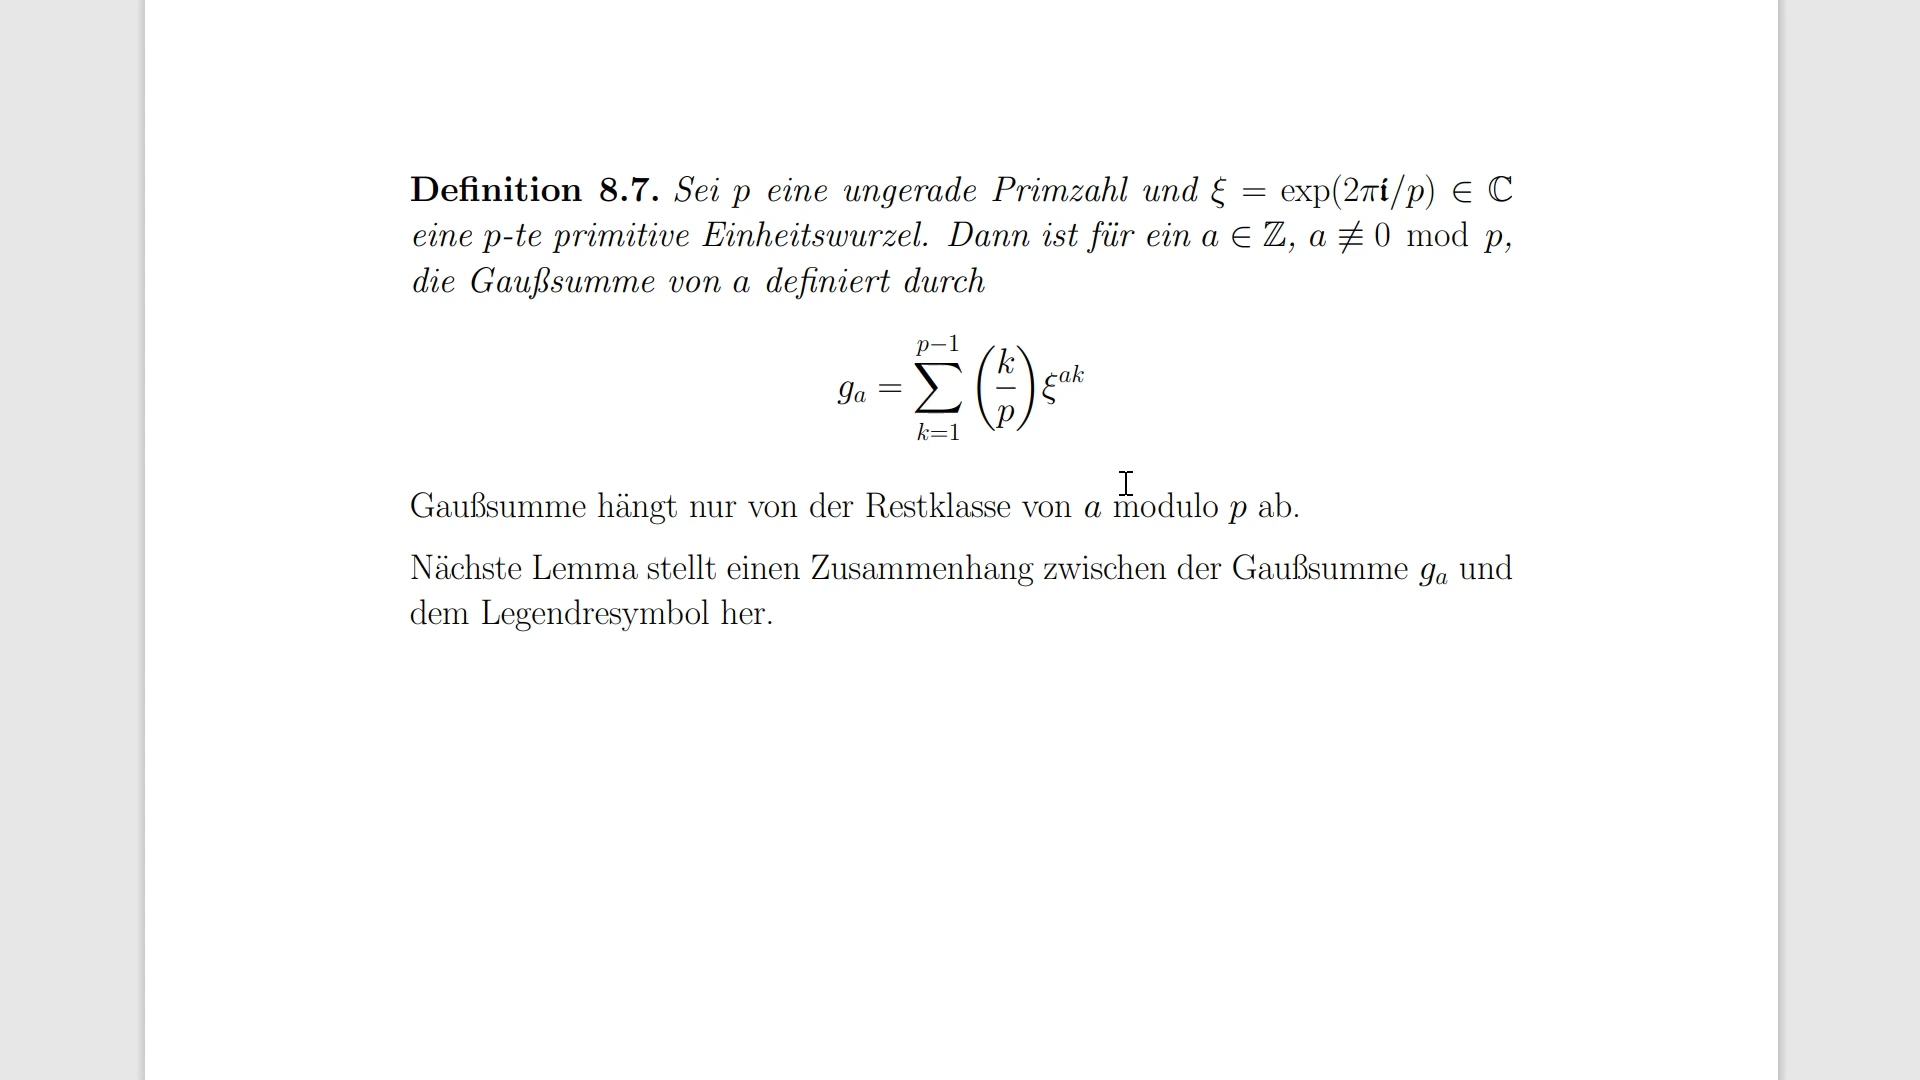 Definition 8.7. Sei p eine ungerade Primzahl und ξ = exp(2πi/p) ∈ ℂ
eine p-te primitive Einheitswurzel. Dann ist für ein a ∈ ℤ, a ≢ 0 mod p,
die Gaußsumme von a definiert durch
g_a = \sum_{k=1}^{p-1} \left(\frac{k}{p}\right) ξ^{ak}
Gaußsumme hängt nur von der Restklasse von a modulo p ab.
Nächste Lemma stellt einen Zusammenhang zwischen der Gaußsumme g_a und
dem Legendresymbol her.